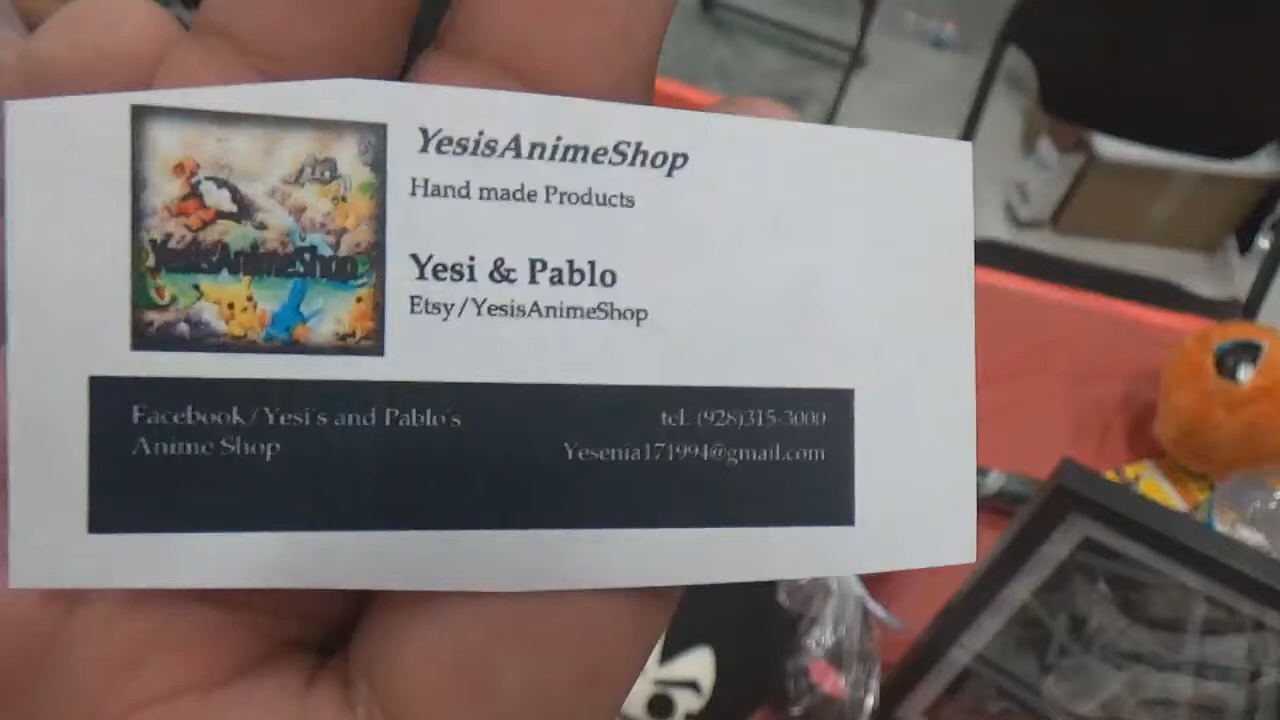 YesisAnimeShop
Hand made Products
Yesi & Pablo
Etsy/YesisAnimeShop
YesisAnimeShop
Facebook/Yesi's and Pablo's
Anime Shop
tel. (928)315-3000
Yesenia171994@gmail.com